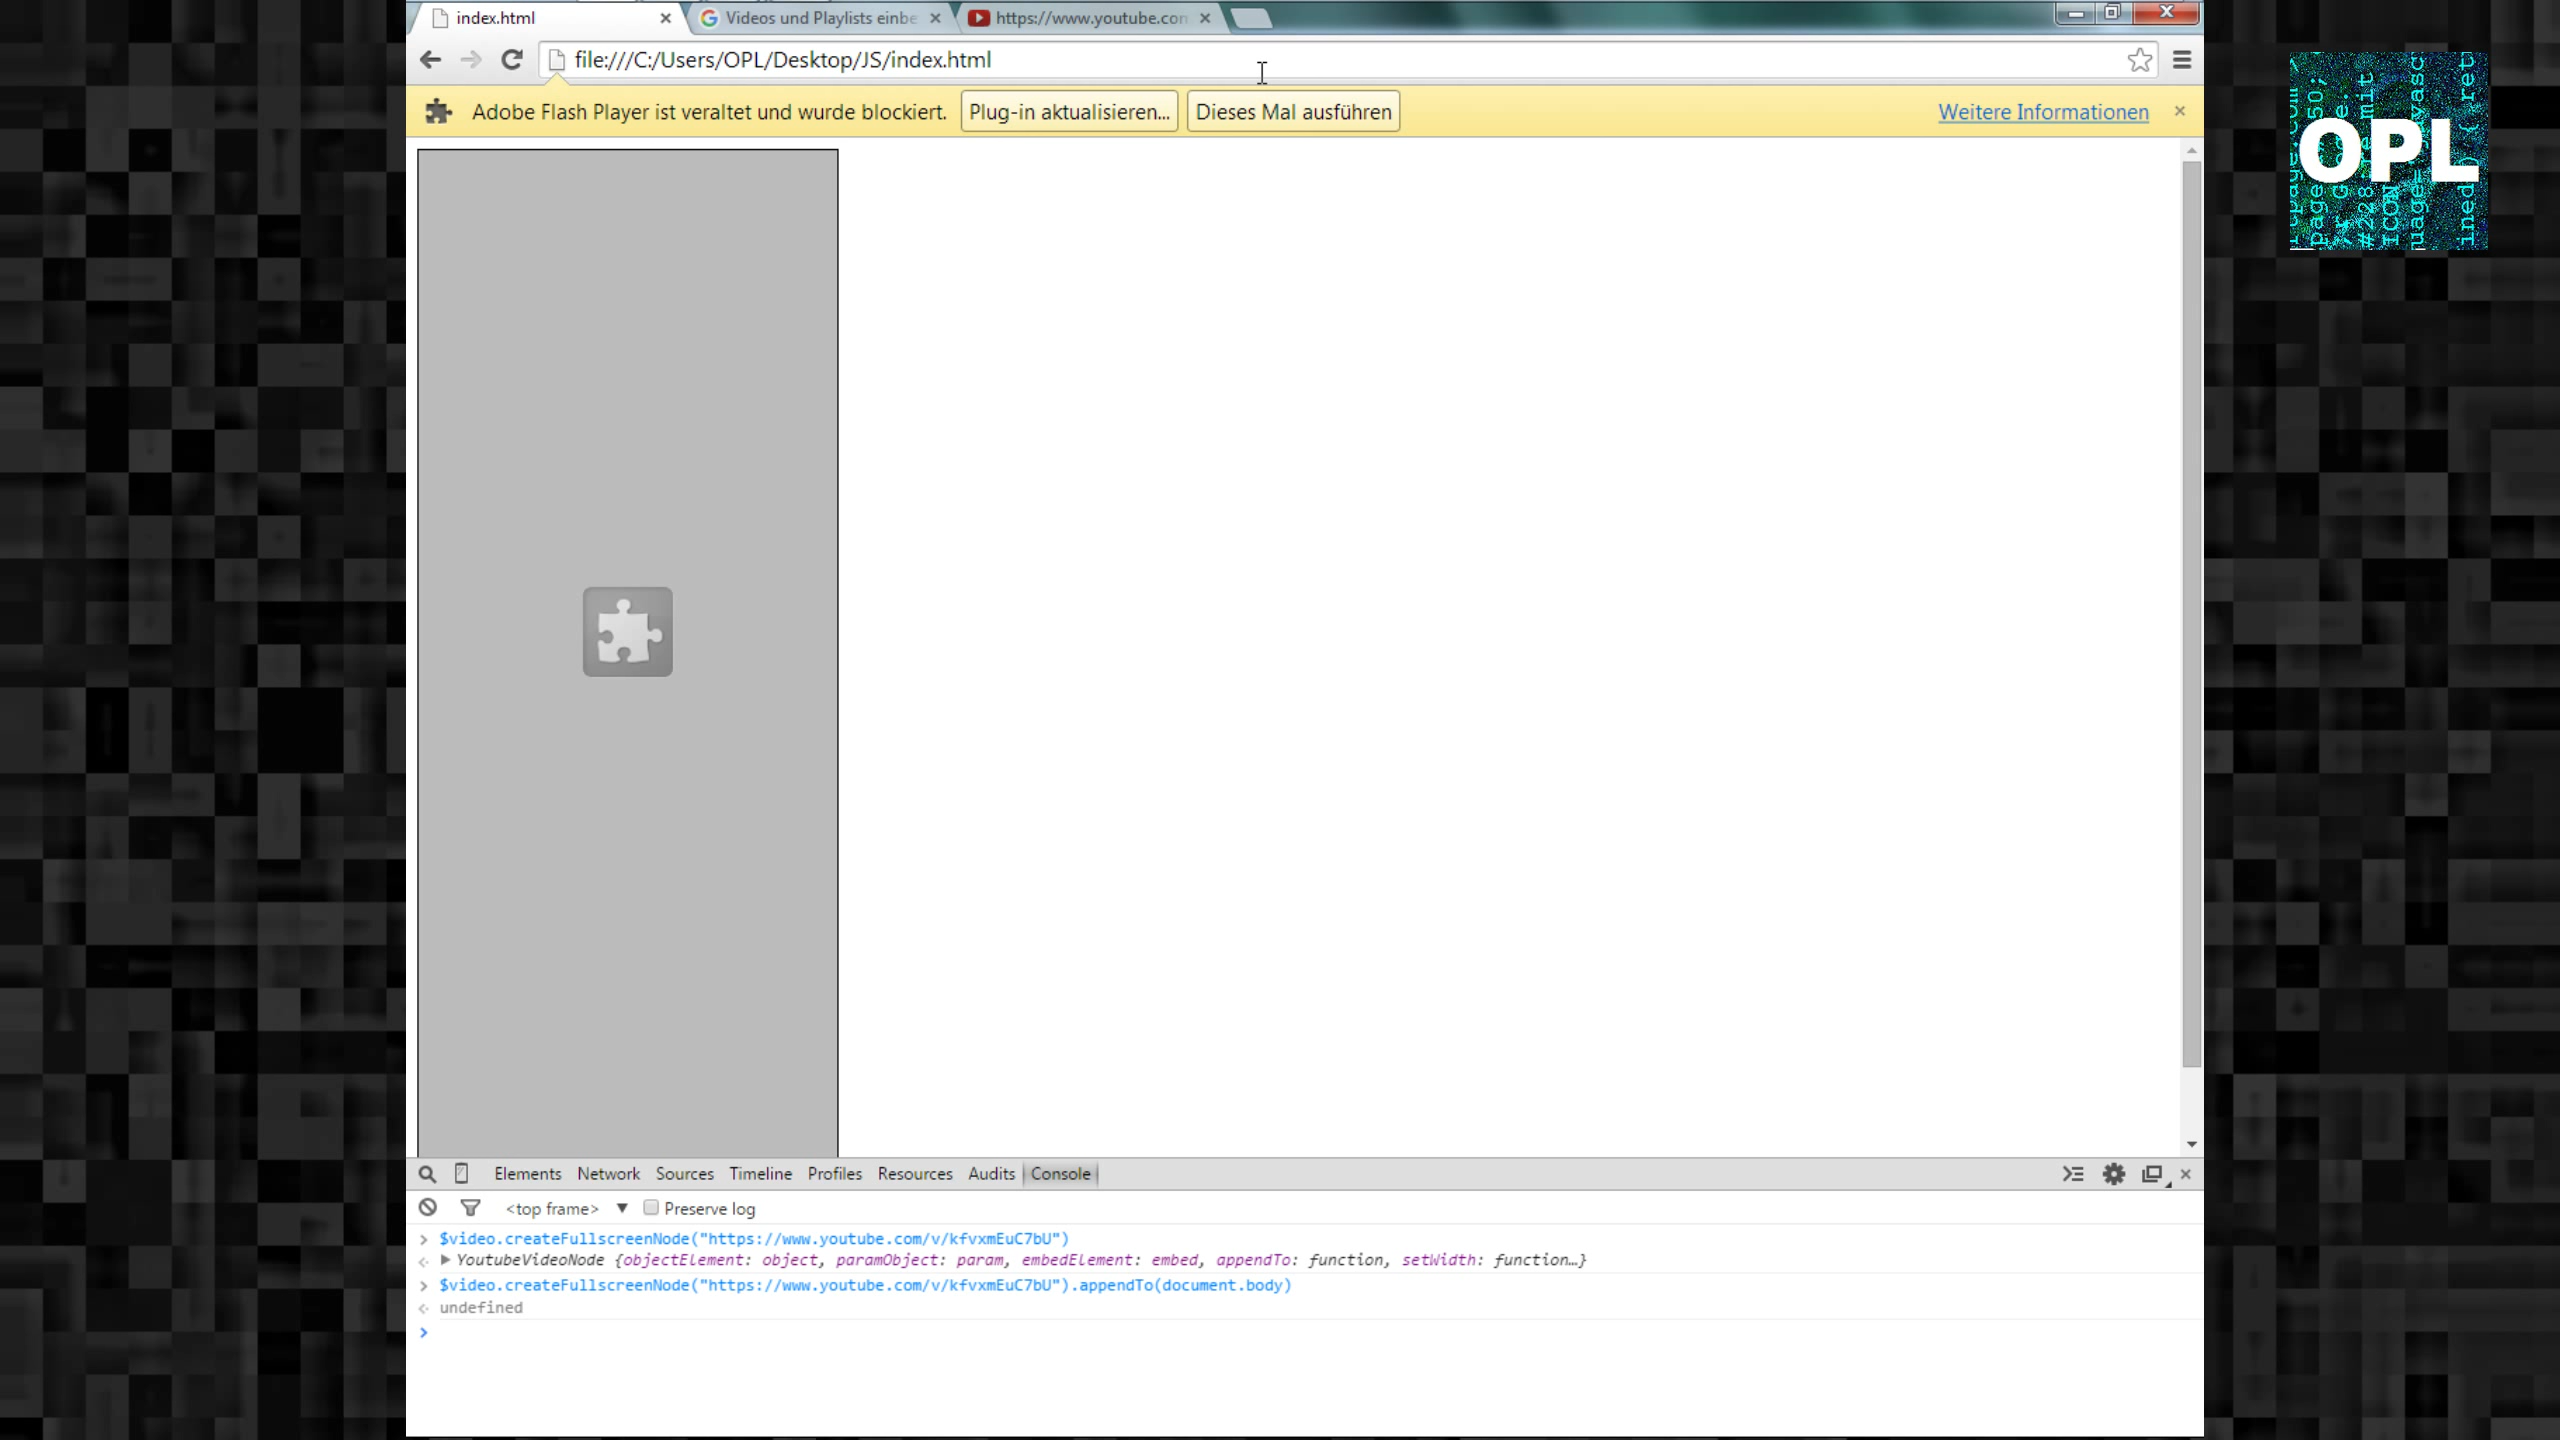 index.html
Videos und Playlists einbe
https://www.youtube.con
file:///C:/Users/OPL/Desktop/JS/index.html
Adobe Flash Player ist veraltet und wurde blockiert.
Plug-in aktualisieren...
Dieses Mal ausführen
Weitere Informationen
OPL
Elements Network Sources Timeline Profiles Resources Audits Console
<top frame> Preserve log
$video.createFullscreenNode("https://www.youtube.com/v/kfvxmEuC7bU")
YoutubeVideoNode {objectElement: object, paramObject: param, embedElement: embed, appendTo: function, setWidth: function…}
$video.createFullscreenNode("https://www.youtube.com/v/kfvxmEuC7bU").appendTo(document.body)
undefined